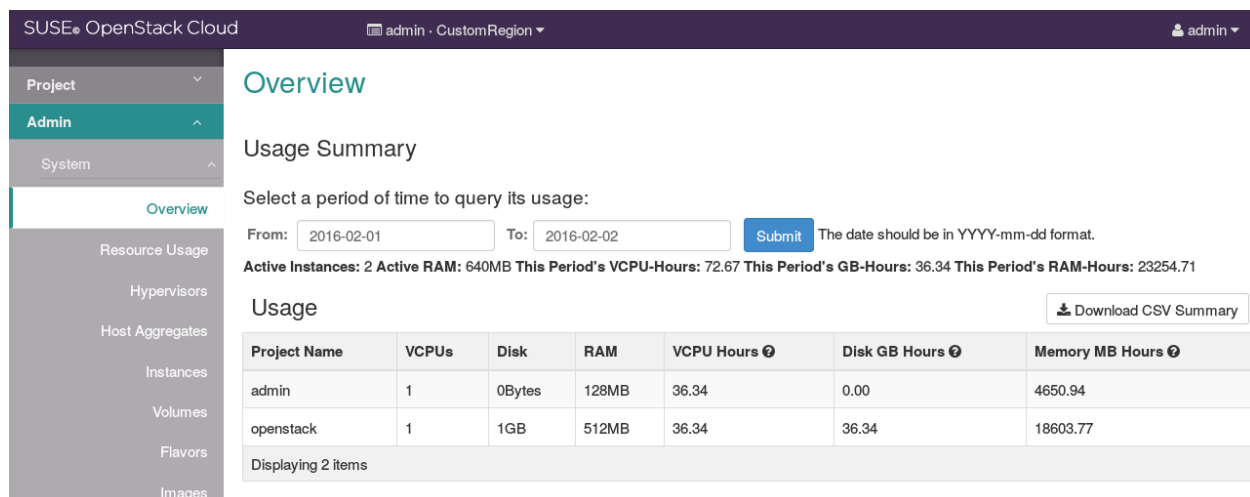 SUSE® OpenStack Cloud admin · CustomRegion admin
Project
Admin
System
Overview
Resource Usage
Hypervisors
Host Aggregates
Instances
Volumes
Flavors
Images
Overview
Usage Summary
Select a period of time to query its usage:
From: 2016-02-01 To: 2016-02-02 Submit The date should be in YYYY-mm-dd format.
Active Instances: 2 Active RAM: 640MB This Period's VCPU-Hours: 72.67 This Period's GB-Hours: 36.34 This Period's RAM-Hours: 23254.71
Usage Download CSV Summary
Project Name VCPUs Disk RAM VCPU Hours Disk GB Hours Memory MB Hours
admin 1 0Bytes 128MB 36.34 0.00 4650.94
openstack 1 1GB 512MB 36.34 36.34 18603.77
Displaying 2 items